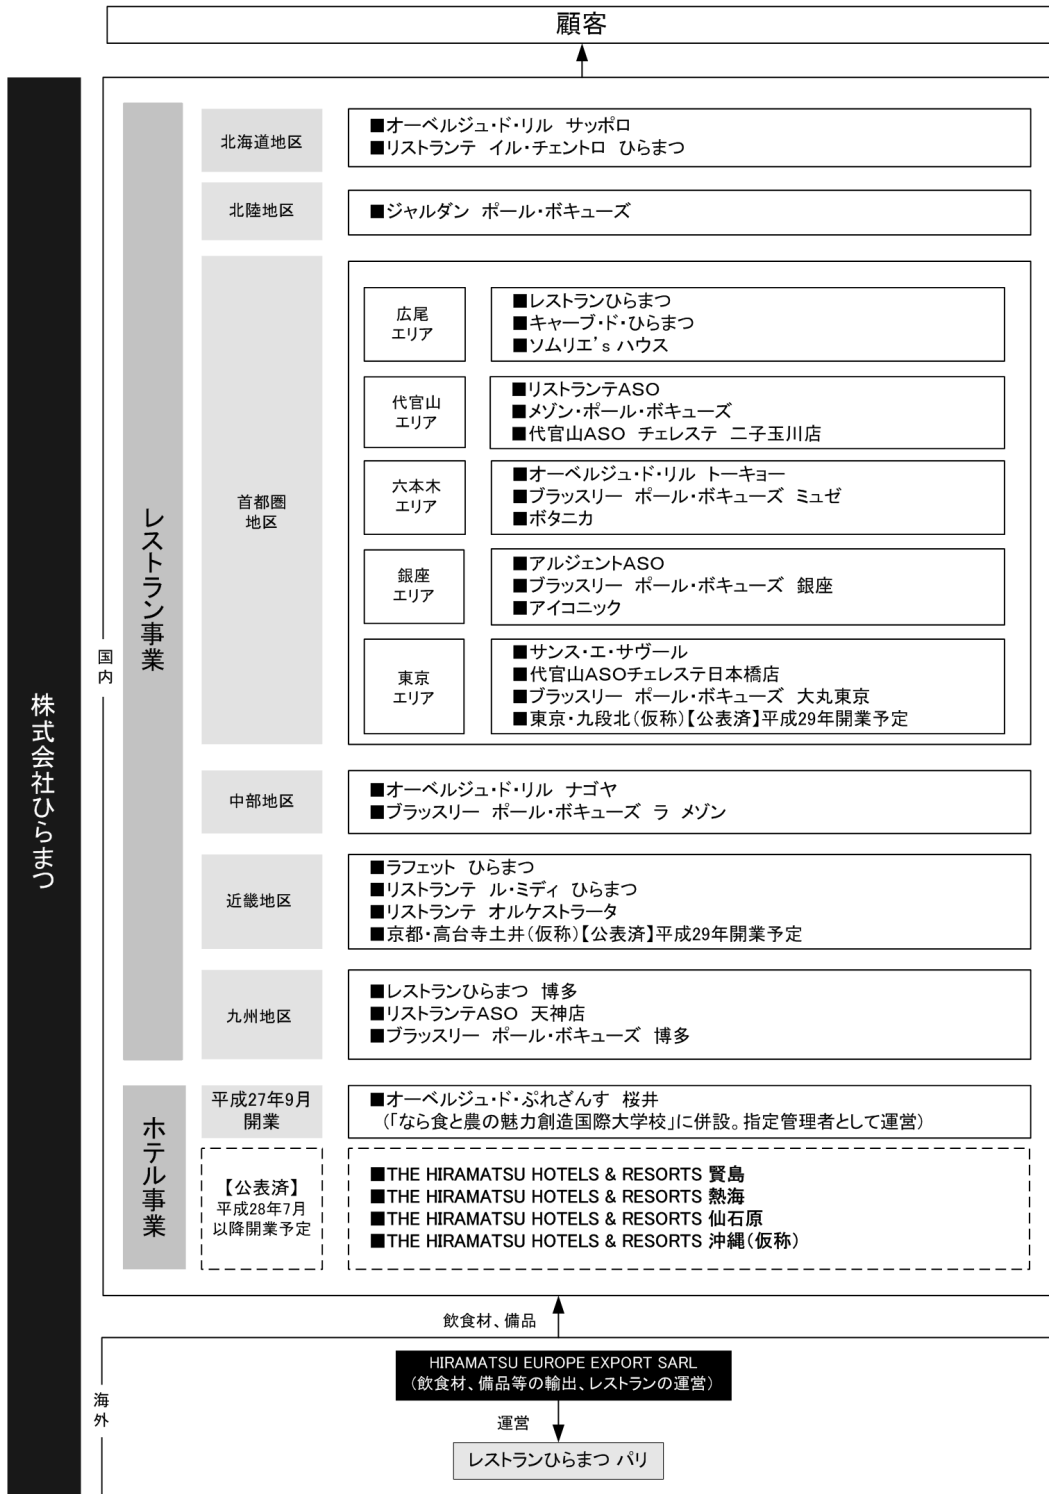 顧客
株式会社ひらまつ
国内
レストラン事業
北海道地区
■オーベルジュ・ド・リル サッポロ
■リストランテ イル・チェントロ ひらまつ
北陸地区
■ジャルダン ポール・ボキューズ
首都圏
地区
広尾
エリア
■レストランひらまつ
■キャーブ・ド・ひらまつ
■ソムリエ’s ハウス
代官山
エリア
■リストランテASO
■メゾン・ポール・ボキューズ
■代官山ASO チェレステ 二子玉川店
六本木
エリア
■オーベルジュ・ド・リル トーキョー
■ブラッスリー ポール・ボキューズ ミュゼ
■ボタニカ
銀座
エリア
■アルジェントASO
■ブラッスリー ポール・ボキューズ 銀座
■アイコニック
東京
エリア
■サンス・エ・サヴール
■代官山ASOチェレステ日本橋店
■ブラッスリー ポール・ボキューズ 大丸東京
■東京・九段北(仮称)【公表済】平成29年開業予定
中部地区
■オーベルジュ・ド・リル ナゴヤ
■ブラッスリー ポール・ボキューズ ラ メゾン
近畿地区
■ラフェット ひらまつ
■リストランテ ル・ミディ ひらまつ
■リストランテ オルケストラータ
■京都・高台寺土井(仮称)【公表済】平成29年開業予定
九州地区
■レストランひらまつ 博多
■リストランテASO 天神店
■ブラッスリー ポール・ボキューズ 博多
ホテル事業
平成27年9月
開業
■オーベルジュ・ド・ぷれざんす 桜井
(「なら食と農の魅力創造国際大学校」に併設。指定管理者として運営)
【公表済】
平成28年7月
以降開業予定
■THE HIRAMATSU HOTELS & RESORTS 賢島
■THE HIRAMATSU HOTELS & RESORTS 熱海
■THE HIRAMATSU HOTELS & RESORTS 仙石原
■THE HIRAMATSU HOTELS & RESORTS 沖縄(仮称)
飲食材、備品
海外
HIRAMATSU EUROPE EXPORT SARL
(飲食材、備品等の輸出、レストランの運営)
運営
レストランひらまつ パリ